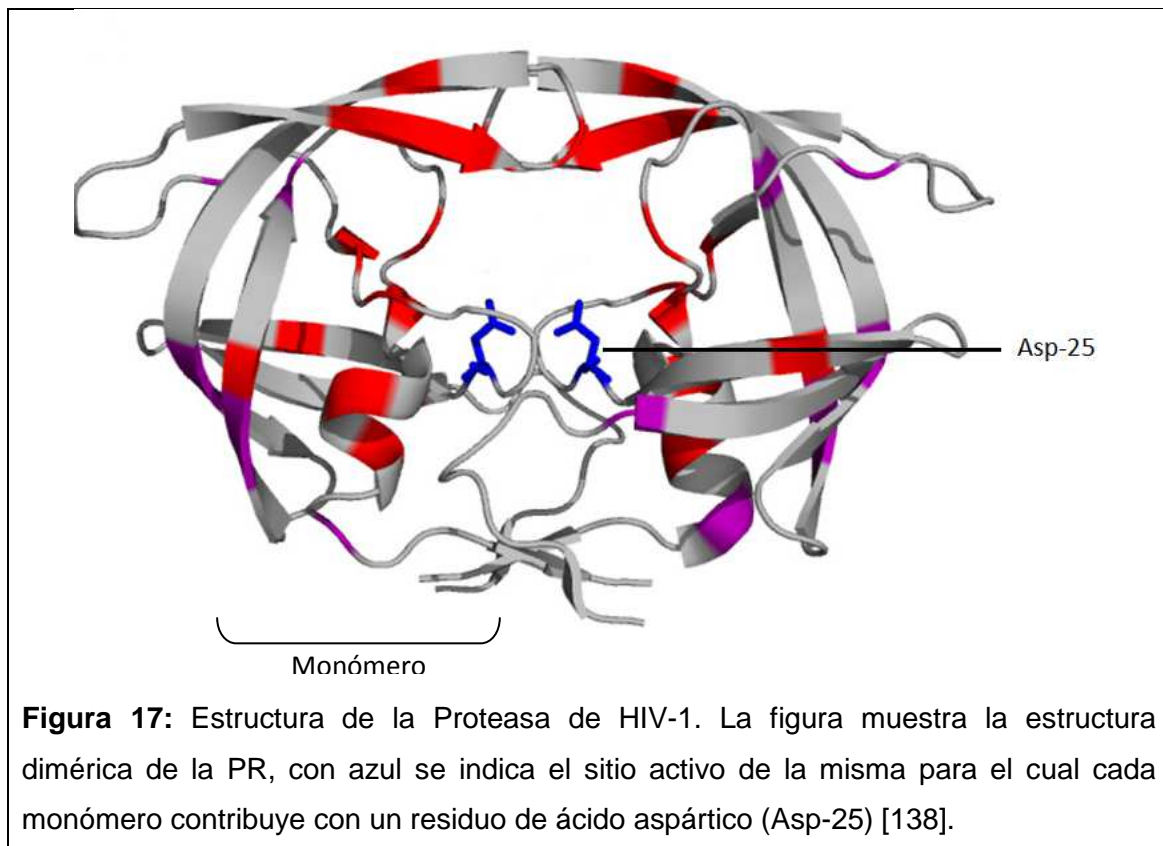 Asp-25
Monómero
Figura 17: Estructura de la Proteasa de HIV-1. La figura muestra la estructura
dimérica de la PR, con azul se indica el sitio activo de la misma para el cual cada
monómero contribuye con un residuo de ácido aspártico (Asp-25) [138].